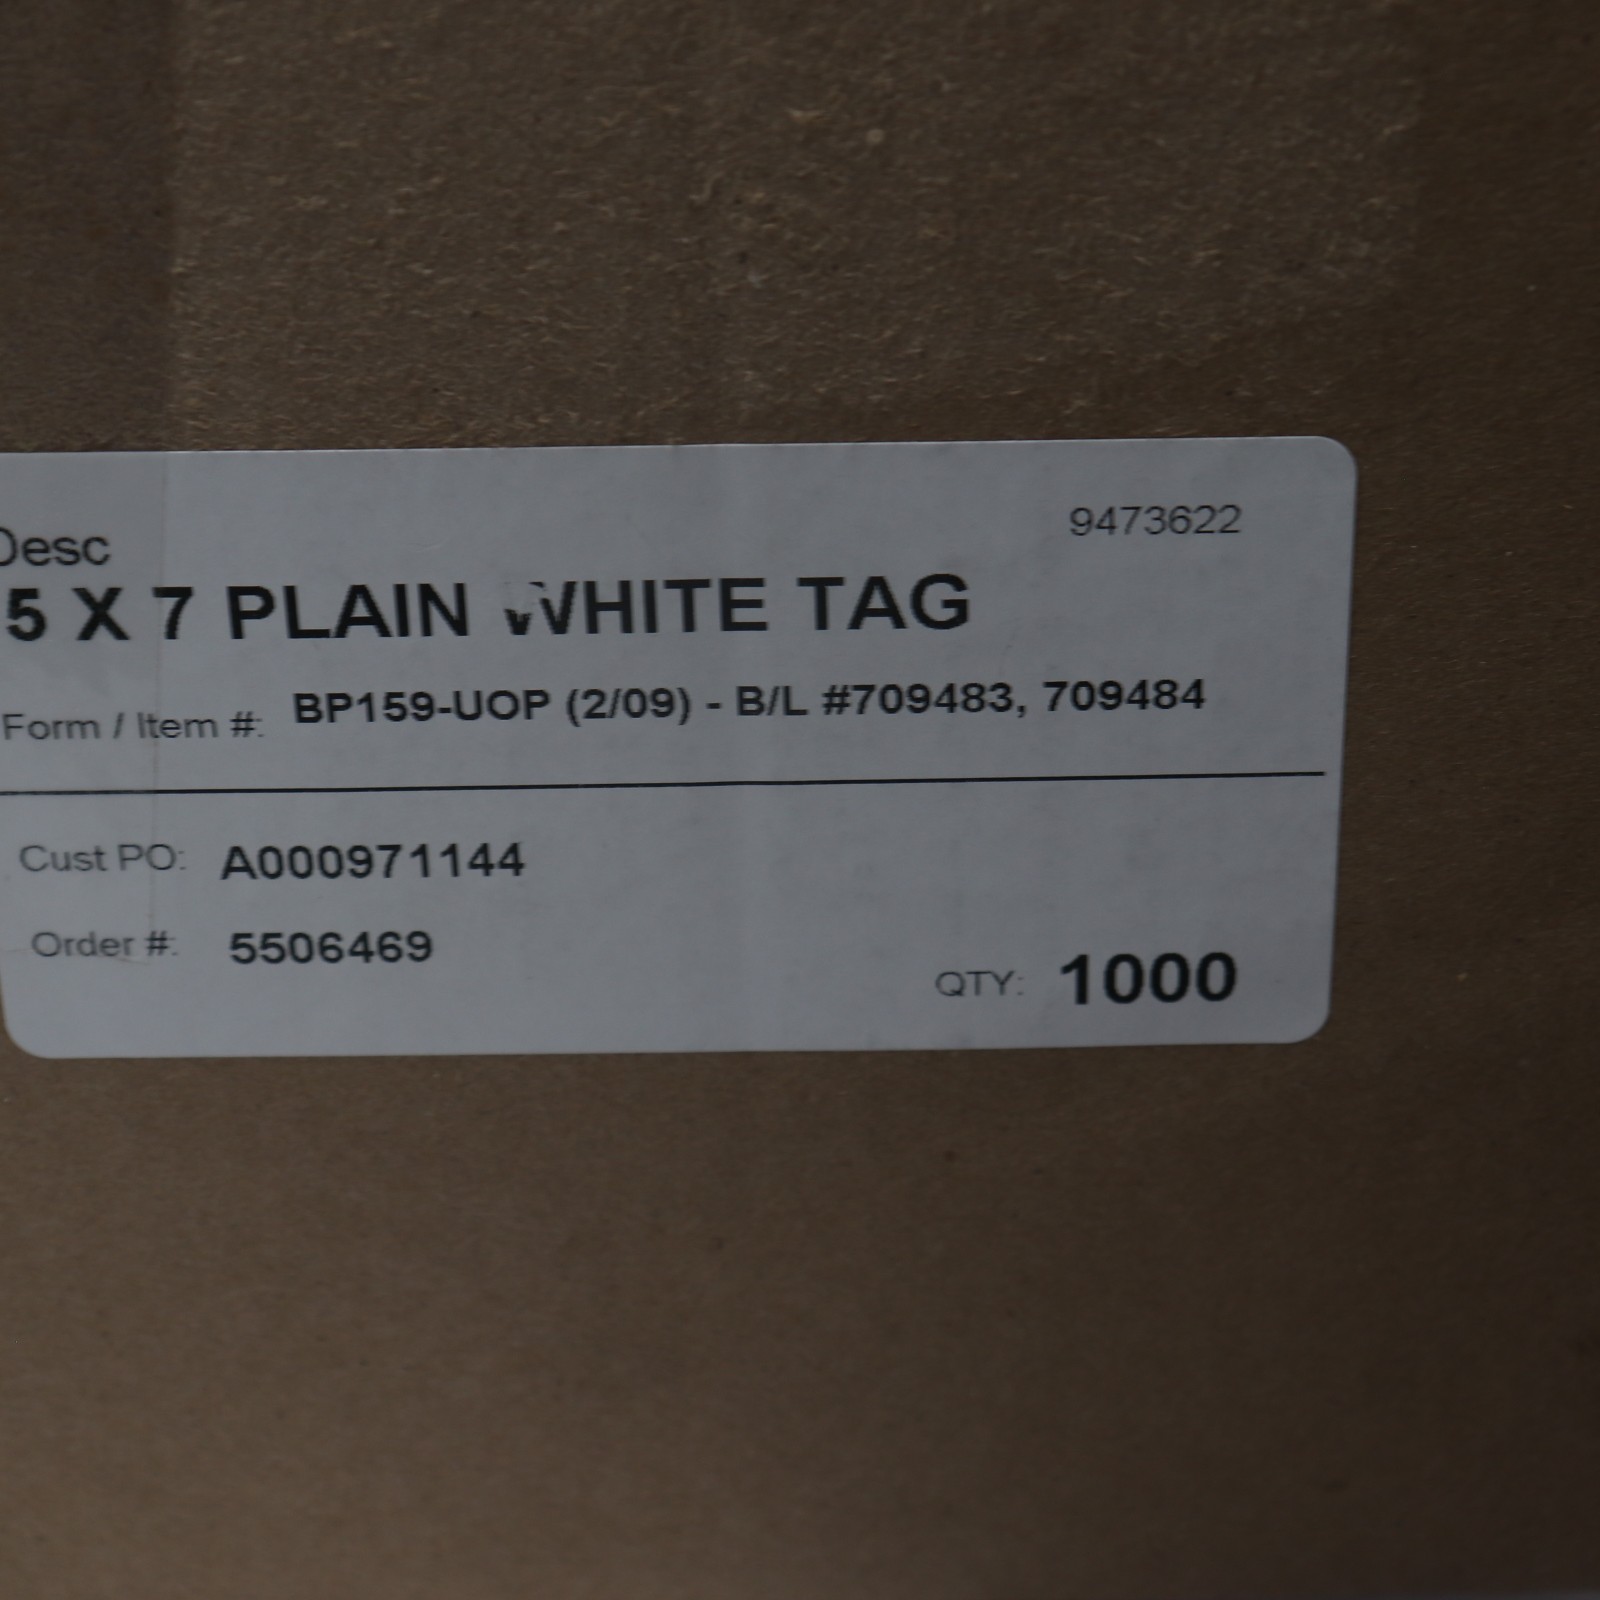 9473622
Desc
5 X 7 PLAIN WHITE TAG
Form / Item #: BP159-UOP (2/09) - B/L #709483, 709484
Cust PO: A000971144
Order #: 5506469
QTY: 1000